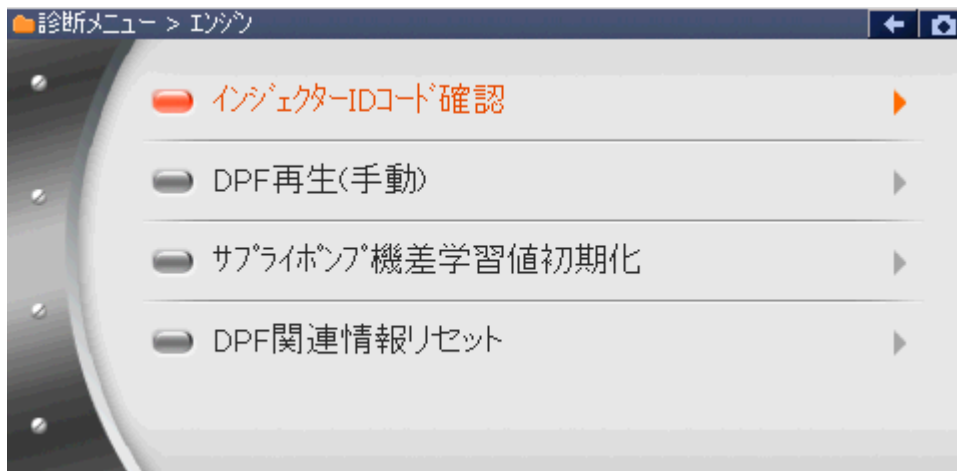 診断メニュー > ｴﾝｼﾞﾝ
ｲﾝｼﾞｪｸﾀｰIDｺｰﾄﾞ確認
DPF再生(手動)
ｻﾌﾟﾗｲﾎﾟﾝﾌﾟ機差学習値初期化
DPF関連情報リセット